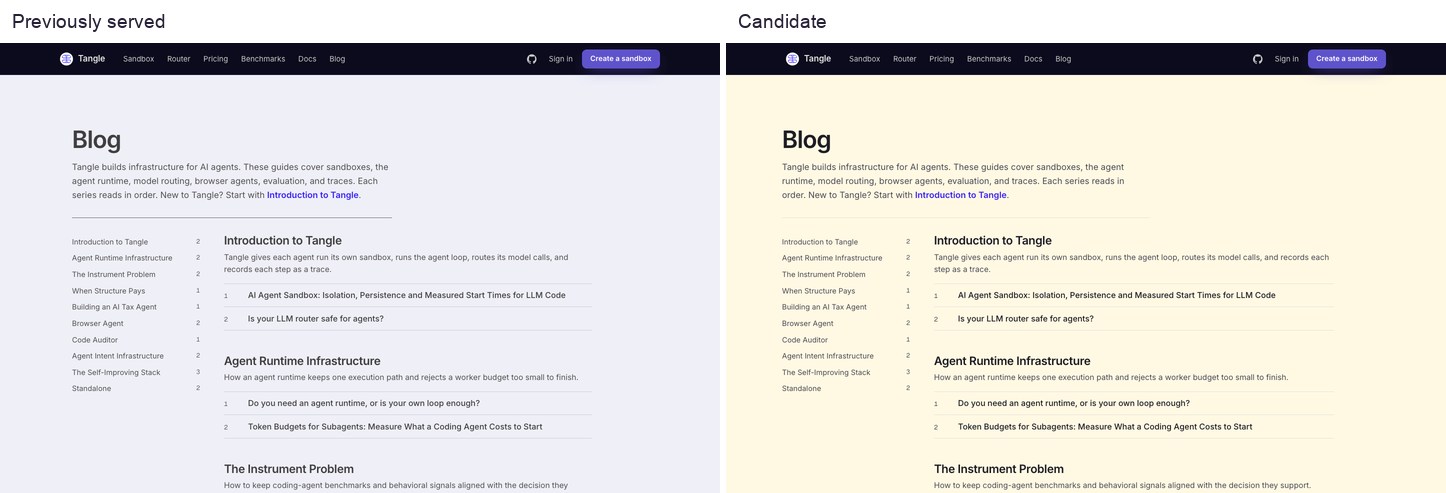 Previously served
Tangle Sandbox Router Pricing Benchmarks Docs Blog Sign in Create a sandbox
Blog
Tangle builds infrastructure for AI agents. These guides cover sandboxes, the
agent runtime, model routing, browser agents, evaluation, and traces. Each
series reads in order. New to Tangle? Start with Introduction to Tangle.
Introduction to Tangle 2
Agent Runtime Infrastructure 2
The Instrument Problem 2
When Structure Pays 1
Building an AI Tax Agent 1
Browser Agent 2
Code Auditor 1
Agent Intent Infrastructure 2
The Self-Improving Stack 3
Standalone 2
Introduction to Tangle
Tangle gives each agent run its own sandbox, runs the agent loop, routes its model calls, and
records each step as a trace.
1 AI Agent Sandbox: Isolation, Persistence and Measured Start Times for LLM Code
2 Is your LLM router safe for agents?
Agent Runtime Infrastructure
How an agent runtime keeps one execution path and rejects a worker budget too small to finish.
1 Do you need an agent runtime, or is your own loop enough?
2 Token Budgets for Subagents: Measure What a Coding Agent Costs to Start
The Instrument Problem
How to keep coding-agent benchmarks and behavioral signals aligned with the decision they
Candidate
Tangle Sandbox Router Pricing Benchmarks Docs Blog Sign in Create a sandbox
Blog
Tangle builds infrastructure for AI agents. These guides cover sandboxes, the agent
runtime, model routing, browser agents, evaluation, and traces. Each series reads in
order. New to Tangle? Start with Introduction to Tangle.
Introduction to Tangle 2
Agent Runtime Infrastructure 2
The Instrument Problem 2
When Structure Pays 1
Building an AI Tax Agent 1
Browser Agent 2
Code Auditor 1
Agent Intent Infrastructure 2
The Self-Improving Stack 3
Standalone 2
Introduction to Tangle
Tangle gives each agent run its own sandbox, runs the agent loop, routes its model calls, and records each
step as a trace.
1 AI Agent Sandbox: Isolation, Persistence and Measured Start Times for LLM Code
2 Is your LLM router safe for agents?
Agent Runtime Infrastructure
How an agent runtime keeps one execution path and rejects a worker budget too small to finish.
1 Do you need an agent runtime, or is your own loop enough?
2 Token Budgets for Subagents: Measure What a Coding Agent Costs to Start
The Instrument Problem
How to keep coding-agent benchmarks and behavioral signals aligned with the decision they support.